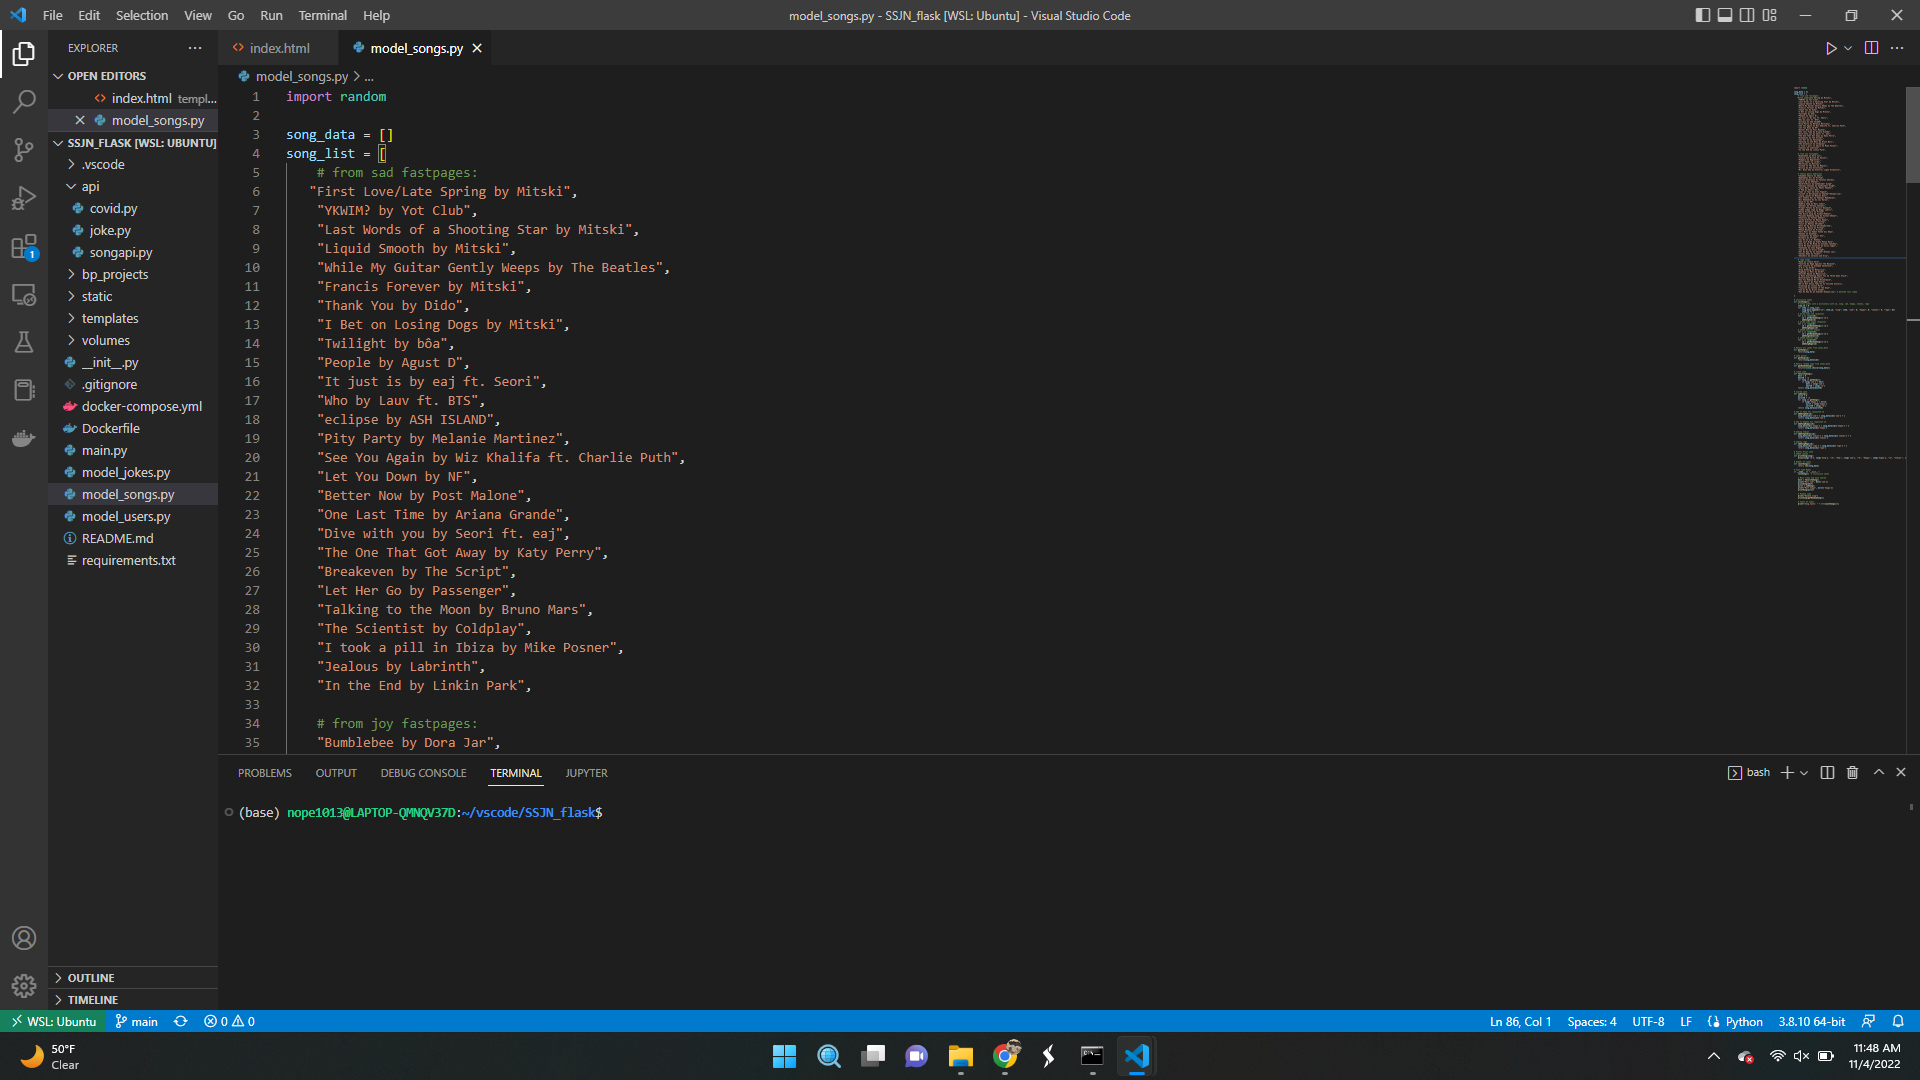 File Edit Selection View Go Run Terminal Help
model_songs.py - SSJN_flask [WSL: Ubuntu] - Visual Studio Code
EXPLORER
OPEN EDITORS
index.html templ...
model_songs.py
SSJN_FLASK [WSL: UBUNTU]
.vscode
api
covid.py
joke.py
songapi.py
bp_projects
static
templates
volumes
__init__.py
.gitignore
docker-compose.yml
Dockerfile
main.py
model_jokes.py
model_songs.py
model_users.py
README.md
requirements.txt
OUTLINE
TIMELINE
1
index.html
model_songs.py
model_songs.py > ...
1 import random
2
3 song_data = []
4 song_list = [
5 # from sad fastpages:
6 "First Love/Late Spring by Mitski",
7 "YKWIM? by Yot Club",
8 "Last Words of a Shooting Star by Mitski",
9 "Liquid Smooth by Mitski",
10 "While My Guitar Gently Weeps by The Beatles",
11 "Francis Forever by Mitski",
12 "Thank You by Dido",
13 "I Bet on Losing Dogs by Mitski",
14 "Twilight by bôa",
15 "People by Agust D",
16 "It just is by eaj ft. Seori",
17 "Who by Lauv ft. BTS",
18 "eclipse by ASH ISLAND",
19 "Pity Party by Melanie Martinez",
20 "See You Again by Wiz Khalifa ft. Charlie Puth",
21 "Let You Down by NF",
22 "Better Now by Post Malone",
23 "One Last Time by Ariana Grande",
24 "Dive with you by Seori ft. eaj",
25 "The One That Got Away by Katy Perry",
26 "Breakeven by The Script",
27 "Let Her Go by Passenger",
28 "Talking to the Moon by Bruno Mars",
29 "The Scientist by Coldplay",
30 "I took a pill in Ibiza by Mike Posner",
31 "Jealous by Labrinth",
32 "In the End by Linkin Park",
33
34 # from joy fastpages:
35 "Bumblebee by Dora Jar",
PROBLEMS OUTPUT DEBUG CONSOLE TERMINAL JUPYTER
bash
(base) nope1013@LAPTOP-QMNQV37D:~/vscode/SSJN_flask$
WSL: Ubuntu main 0 0
Ln 86, Col 1 Spaces: 4 UTF-8 LF Python 3.8.10 64-bit
50°F
Clear
11:48 AM
11/4/2022